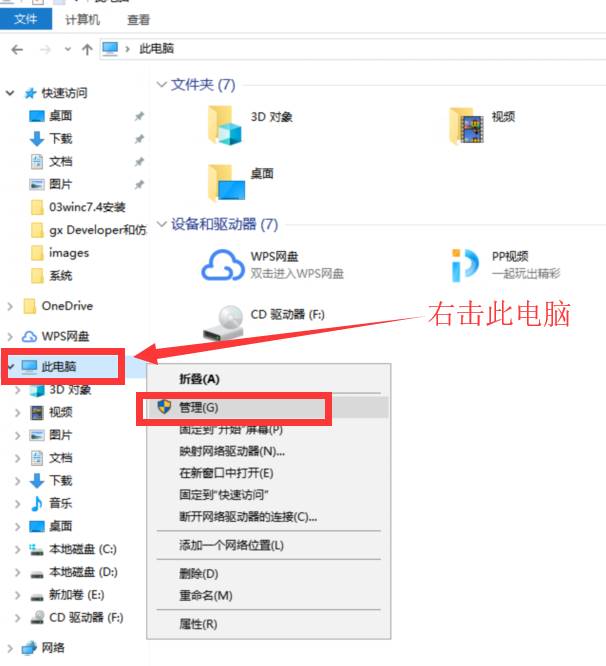 此电脑
文件 计算机 查看
此电脑
快速访问
桌面
下载
文档
图片
03winc7.4安装
gx Developer和仿
images
系统
OneDrive
WPS网盘
此电脑
3D 对象
视频
图片
文档
下载
音乐
桌面
本地磁盘 (C:)
本地磁盘 (D:)
新加卷 (E:)
CD 驱动器 (F:)
网络
文件夹 (7)
3D 对象
视频
桌面
设备和驱动器 (7)
WPS网盘
双击进入WPS网盘
PP视频
一起玩出精彩
CD 驱动器 (F:)
右击此电脑
折叠(A)
管理(G)
固定到"开始"屏幕(P)
映射网络驱动器(N)...
在新窗口中打开(E)
固定到"快速访问"
断开网络驱动器的连接(C)...
添加一个网络位置(L)
删除(D)
重命名(M)
属性(R)